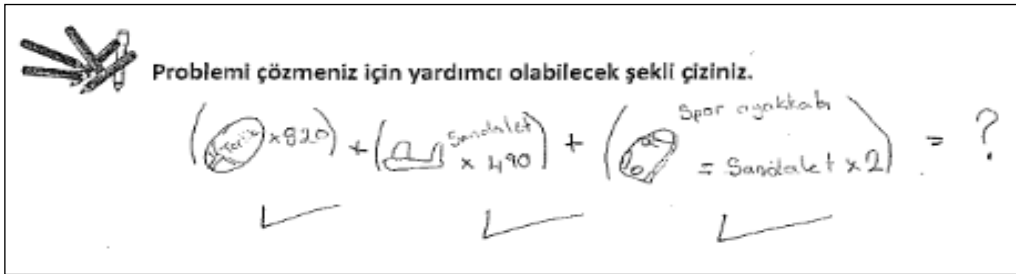 Problemi çözmeniz için yardımcı olabilecek şekli çiziniz.
(Terlik x 820) + (Sandalet x 490) + (Spor ayakkabı = Sandalet x 2) = ?